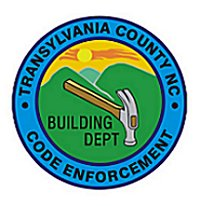 TRANSYLVANIA COUNTY NC
BUILDING
DEPT
CODE ENFORCEMENT